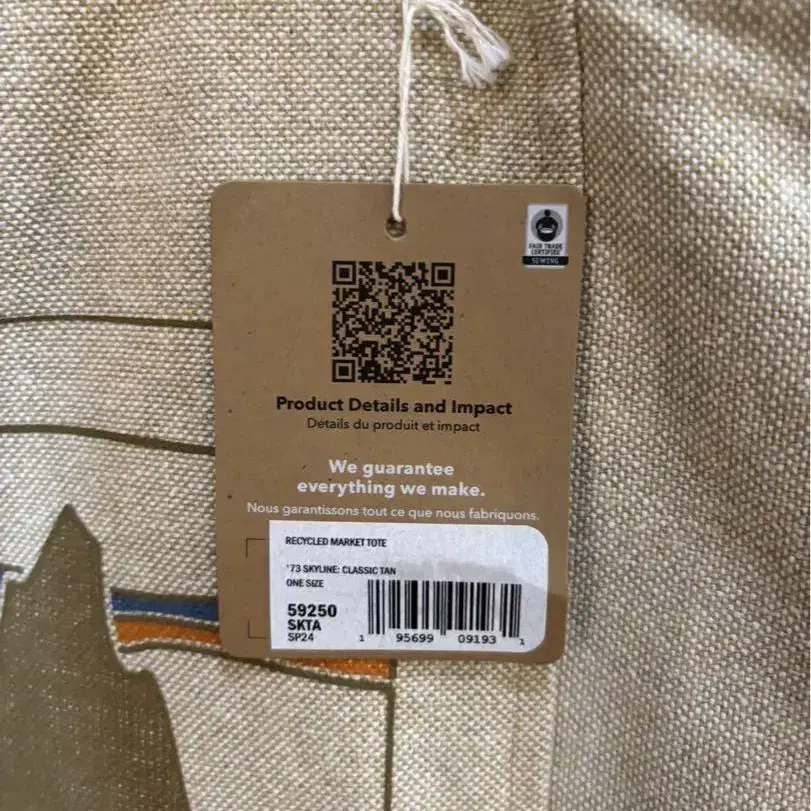 FAIR TRADE
CERTIFIED
SEWING
Product Details and Impact
Détails du produit et impact
We guarantee
everything we make.
Nous garantissons tout ce que nous fabriquons.
RECYCLED MARKET TOTE
'73 SKYLINE: CLASSIC TAN
ONE SIZE
59250
SKTA
SP24
1 95699 09193 1